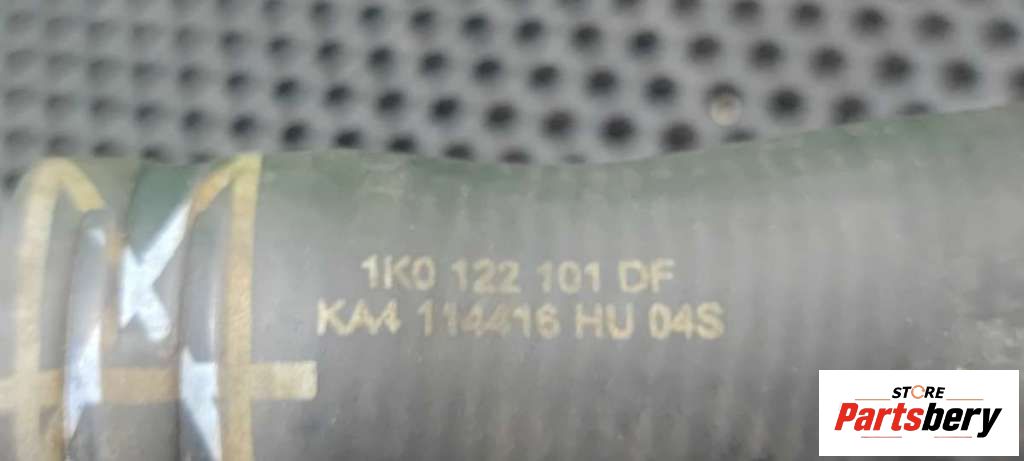 1K0 122 101 DF
KA4 114416 HU 04S
STORE
Partsbery